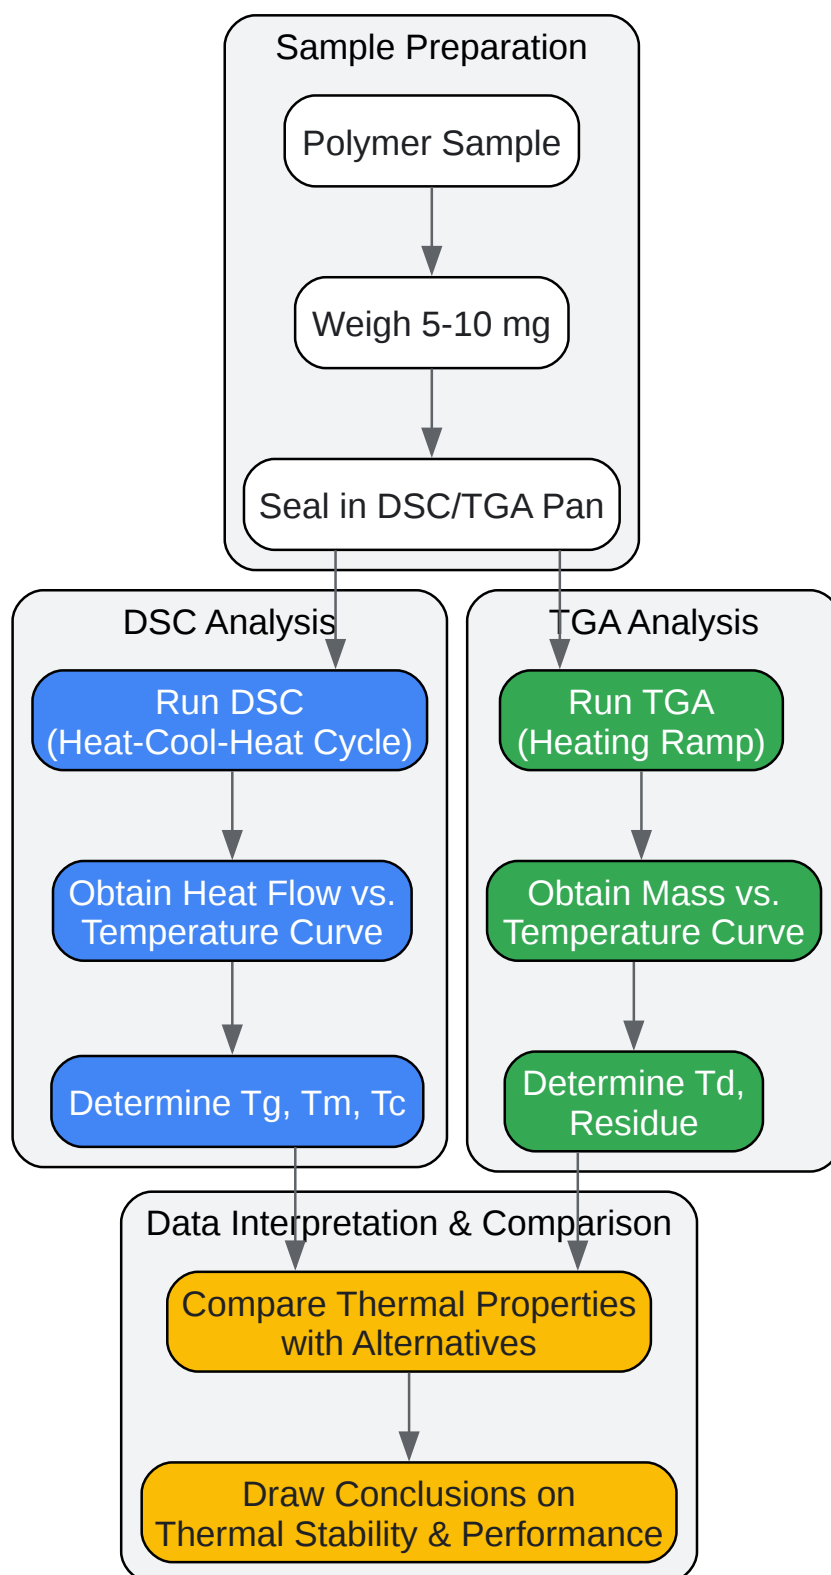 Sample Preparation
Polymer Sample
Weigh 5-10 mg
Seal in DSC/TGA Pan
DSC Analysis
Run DSC
(Heat-Cool-Heat Cycle)
Obtain Heat Flow vs.
Temperature Curve
Determine Tg, Tm, Tc
TGA Analysis
Run TGA
(Heating Ramp)
Obtain Mass vs.
Temperature Curve
Determine Td,
Residue
Data Interpretation & Comparison
Compare Thermal Properties
with Alternatives
Draw Conclusions on
Thermal Stability & Performance